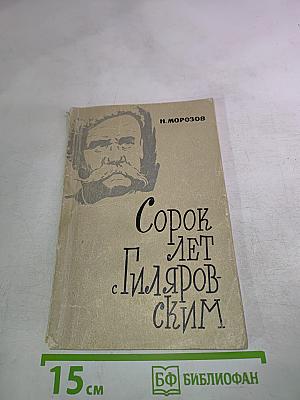 Н. МОРОЗОВ
СОРОК
ЛЕТ
с ГИЛЯРОВ-
СКИМ
15 см
БФ БИБЛИОФАН